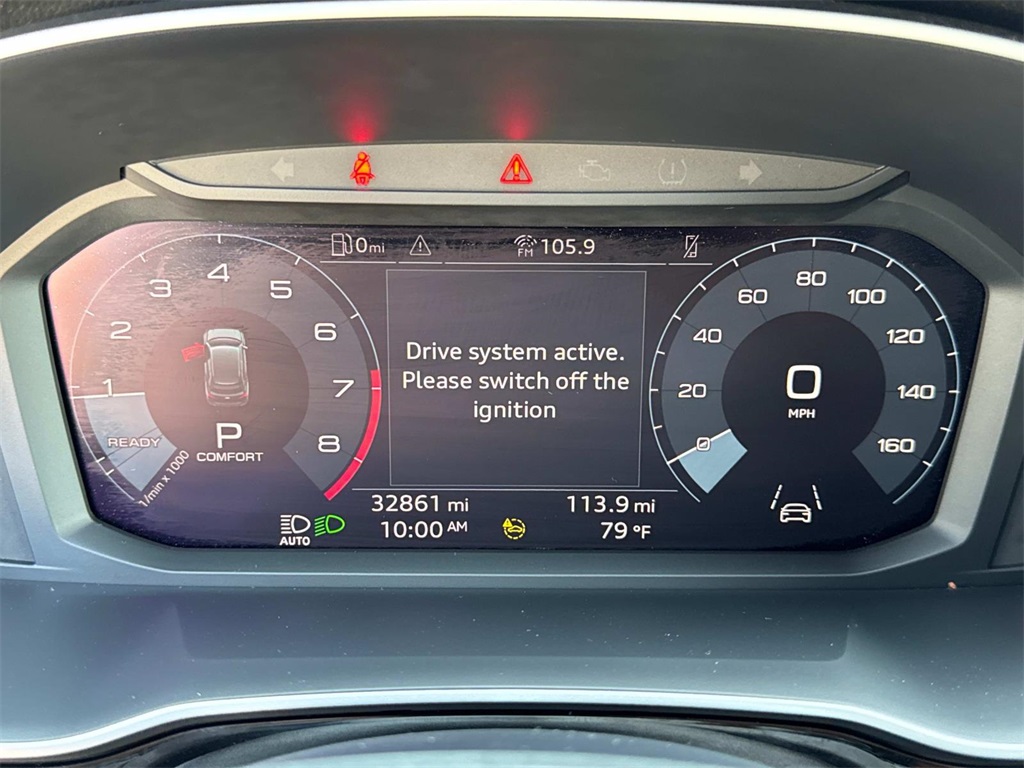 0mi
FM 105.9
1
2
3
4
5
6
7
8
READY
1/min x 1000
P
COMFORT
Drive system active.
Please switch off the
ignition
0
20
40
60
80
100
120
140
160
0
MPH
32861 mi
113.9 mi
AUTO
10:00 AM
79 °F